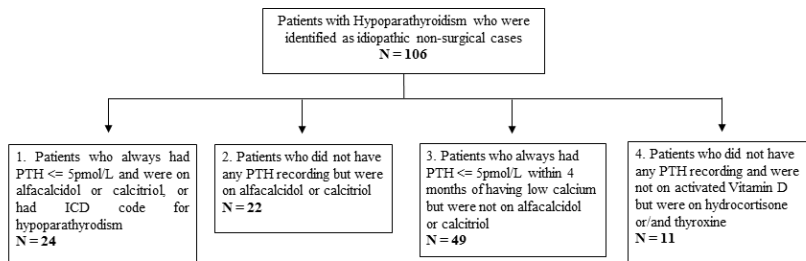 Patients with Hypoparathyroidism who were
identified as idiopathic non-surgical cases
N = 106
1. Patients who always had
PTH <= 5pmol/L and were on
alfacalcidol or calcitriol, or
had ICD code for
hypoparathyrodism
N = 24
2. Patients who did not have
any PTH recording but were
on alfacalcidol or calcitriol
N = 22
3. Patients who always had
PTH <= 5pmol/L within 4
months of having low calcium
but were not on alfacalcidol
or calcitriol
N = 49
4. Patients who did not have
any PTH recording and were
not on activated Vitamin D
but were on hydrocortisone
or/and thyroxine
N = 11